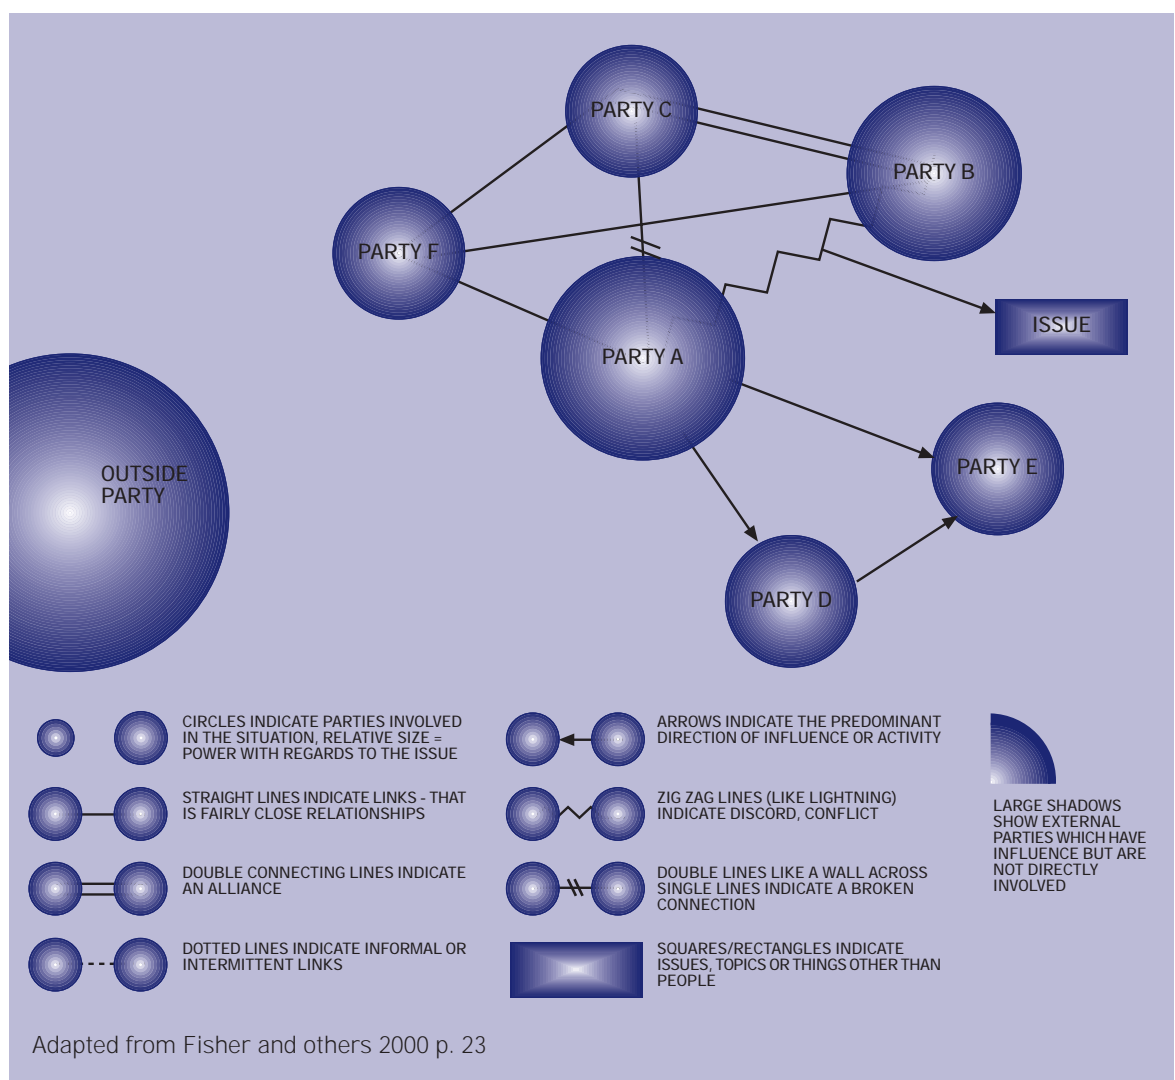 PARTY C
PARTY B
PARTY F
ISSUE
PARTY A
PARTY E
OUTSIDE
PARTY
PARTY D
CIRCLES INDICATE PARTIES INVOLVED
IN THE SITUATION, RELATIVE SIZE =
POWER WITH REGARDS TO THE ISSUE
STRAIGHT LINES INDICATE LINKS - THAT
IS FAIRLY CLOSE RELATIONSHIPS
DOUBLE CONNECTING LINES INDICATE
AN ALLIANCE
DOTTED LINES INDICATE INFORMAL OR
INTERMITTENT LINKS
ARROWS INDICATE THE PREDOMINANT
DIRECTION OF INFLUENCE OR ACTIVITY
ZIG ZAG LINES (LIKE LIGHTNING)
INDICATE DISCORD, CONFLICT
DOUBLE LINES LIKE A WALL ACROSS
SINGLE LINES INDICATE A BROKEN
CONNECTION
SQUARES/RECTANGLES INDICATE
ISSUES, TOPICS OR THINGS OTHER THAN
PEOPLE
LARGE SHADOWS
SHOW EXTERNAL
PARTIES WHICH HAVE
INFLUENCE BUT ARE
NOT DIRECTLY
INVOLVED
Adapted from Fisher and others 2000 p. 23